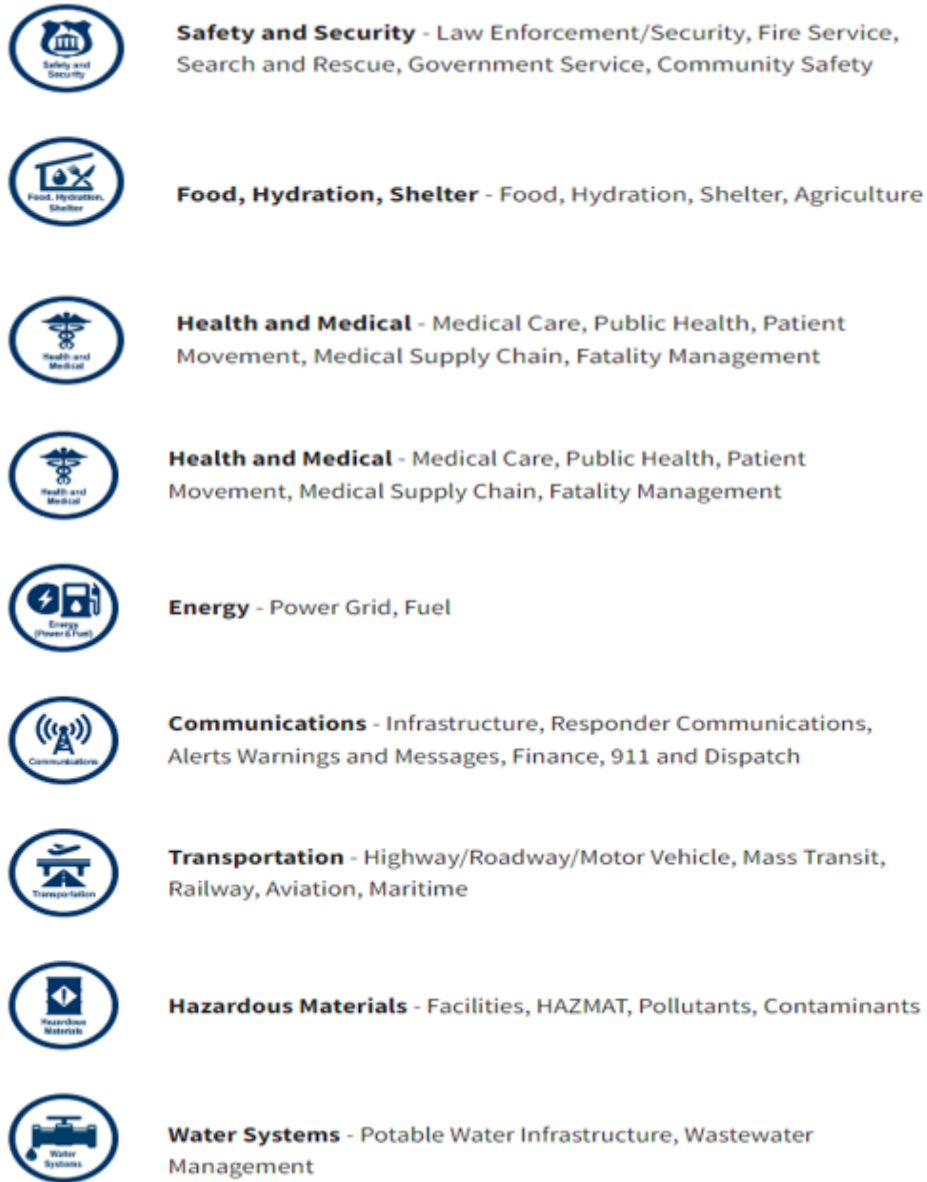 Safety and
Security
Safety and Security - Law Enforcement/Security, Fire Service,
Search and Rescue, Government Service, Community Safety
Food, Hydration,
Shelter
Food, Hydration, Shelter - Food, Hydration, Shelter, Agriculture
Health and
Medical
Health and Medical - Medical Care, Public Health, Patient
Movement, Medical Supply Chain, Fatality Management
Health and
Medical
Health and Medical - Medical Care, Public Health, Patient
Movement, Medical Supply Chain, Fatality Management
Energy
(Power & Fuel)
Energy - Power Grid, Fuel
Communications
Communications - Infrastructure, Responder Communications,
Alerts Warnings and Messages, Finance, 911 and Dispatch
Transportation
Transportation - Highway/Roadway/Motor Vehicle, Mass Transit,
Railway, Aviation, Maritime
Hazardous
Materials
Hazardous Materials - Facilities, HAZMAT, Pollutants, Contaminants
Water
Systems
Water Systems - Potable Water Infrastructure, Wastewater
Management